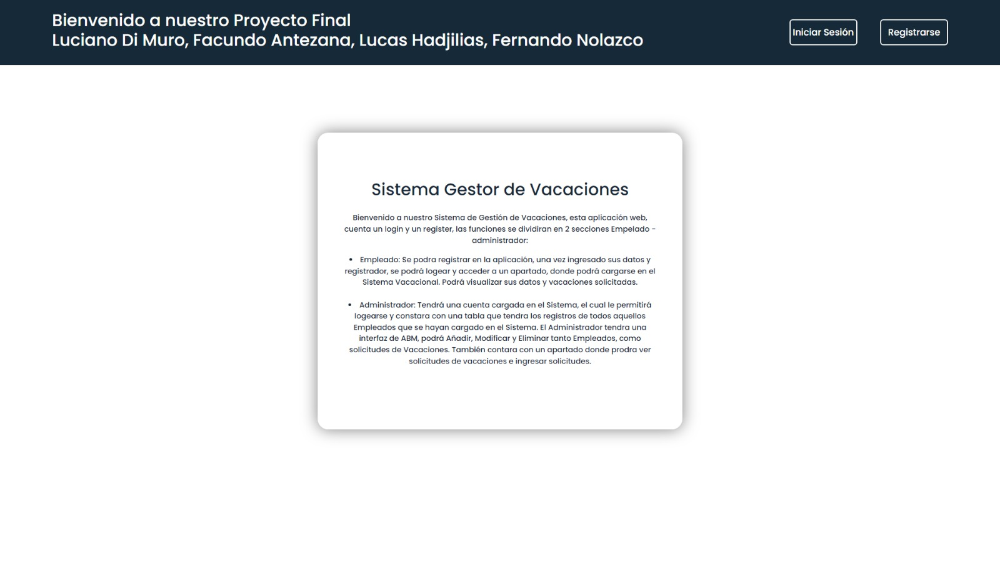 Bienvenido a nuestro Proyecto Final
Luciano Di Muro, Facundo Antezana, Lucas Hadjilias, Fernando Nolazco
Iniciar Sesión
Registrarse
Sistema Gestor de Vacaciones
Bienvenido a nuestro Sistema de Gestión de Vacaciones, esta aplicación web,
cuenta un login y un register, las funciones se dividiran en 2 secciones Empelado -
administrador:
• Empleado: Se podra registrar en la aplicación, una vez ingresado sus datos y
registrador, se podrá logear y acceder a un apartado, donde podrá cargarse en el
Sistema Vacacional. Podrá visualizar sus datos y vacaciones solicitadas.
• Administrador: Tendrá una cuenta cargada en el Sistema, el cual le permitirá
logearse y constara con una tabla que tendra los registros de todos aquellos
Empleados que se hayan cargado en el Sistema. El Administrador tendra una
interfaz de ABM, podrá Añadir, Modificar y Eliminar tanto Empleados, como
solicitudes de Vacaciones. También contara con un apartado donde prodra ver
solicitudes de vacaciones e ingresar solicitudes.